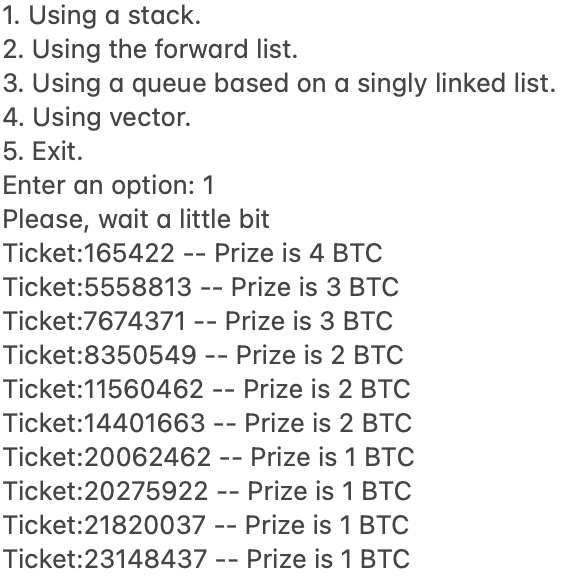 1. Using a stack.
2. Using the forward list.
3. Using a queue based on a singly linked list.
4. Using vector.
5. Exit.
Enter an option: 1
Please, wait a little bit
Ticket:165422 -- Prize is 4 BTC
Ticket:5558813 -- Prize is 3 BTC
Ticket:7674371 -- Prize is 3 BTC
Ticket:8350549 -- Prize is 2 BTC
Ticket:11560462 -- Prize is 2 BTC
Ticket:14401663 -- Prize is 2 BTC
Ticket:20062462 -- Prize is 1 BTC
Ticket:20275922 -- Prize is 1 BTC
Ticket:21820037 -- Prize is 1 BTC
Ticket:23148437 -- Prize is 1 BTC